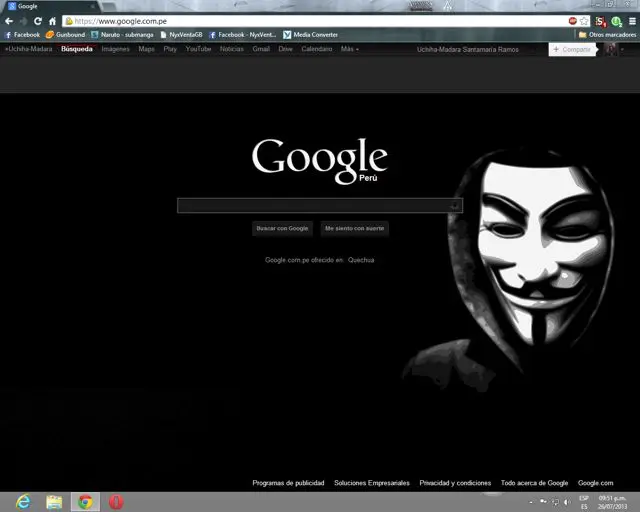 Google
https://www.google.com.pe
Facebook Gunbound Naruto - submanga NyxVentaGB Facebook - NyxVent... Media Converter Otros marcadores
+Uchiha-Madara Búsqueda Imágenes Maps Play YouTube Noticias Gmail Drive Calendario Más Uchiha-Madara Santamaría Ramos + Compartir
Google
Perú
Buscar con Google Me siento con suerte
Google.com.pe ofrecido en: Quechua
Programas de publicidad Soluciones Empresariales Privacidad y condiciones Todo acerca de Google Google.com
ESP 09:51 p.m.
ES 26/07/2013